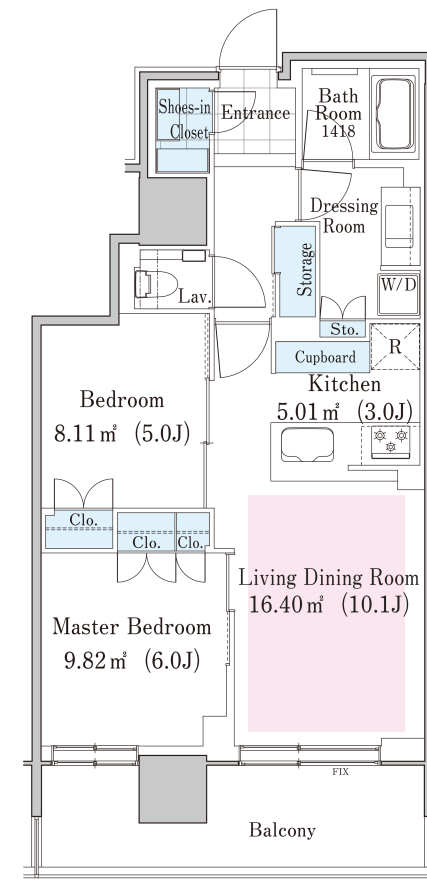 Shoes-in
Closet
Entrance
Bath
Room
1418
Dressing
Room
Storage
W/D
Lav.
Sto.
Cupboard
R
Kitchen
5.01㎡ (3.0J)
Bedroom
8.11㎡ (5.0J)
Clo.
Clo.
Clo.
Living Dining Room
16.40㎡ (10.1J)
Master Bedroom
9.82㎡ (6.0J)
FIX
Balcony